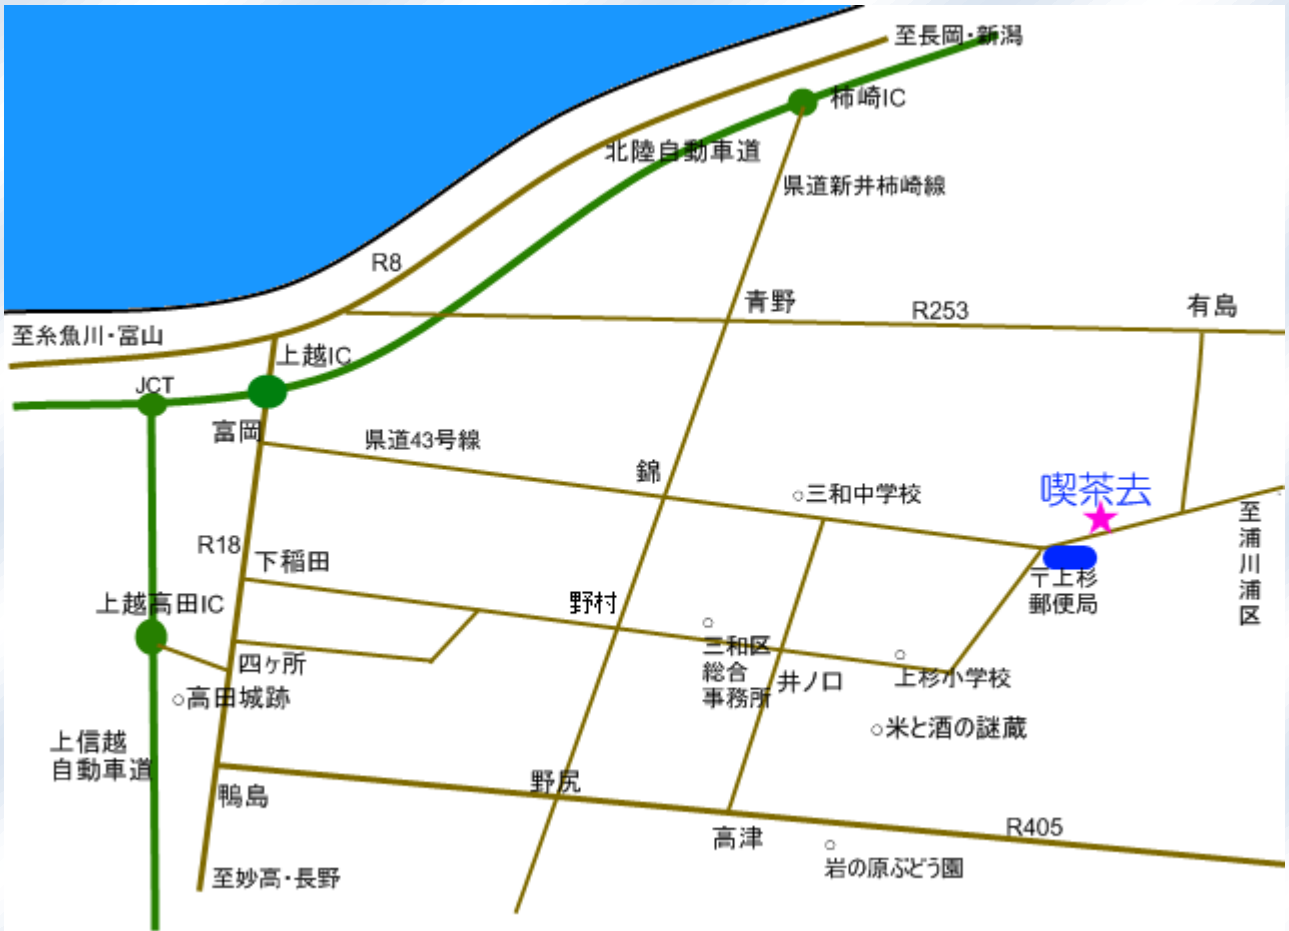 至長岡・新潟
柿崎IC
北陸自動車道
県道新井柿崎線
R8
青野
R253
有島
至糸魚川・富山
上越IC
JCT
富岡
県道43号線
錦
○三和中学校
喫茶去
至浦川浦区
R18
下稲田
〒上杉
郵便局
上越高田IC
野村
○
三和区
総合
事務所
四ヶ所
井ノ口
○
上杉小学校
○高田城跡
○米と酒の謎蔵
上信越
自動車道
鴨島
野尻
高津
R405
○
岩の原ぶどう園
至妙高・長野